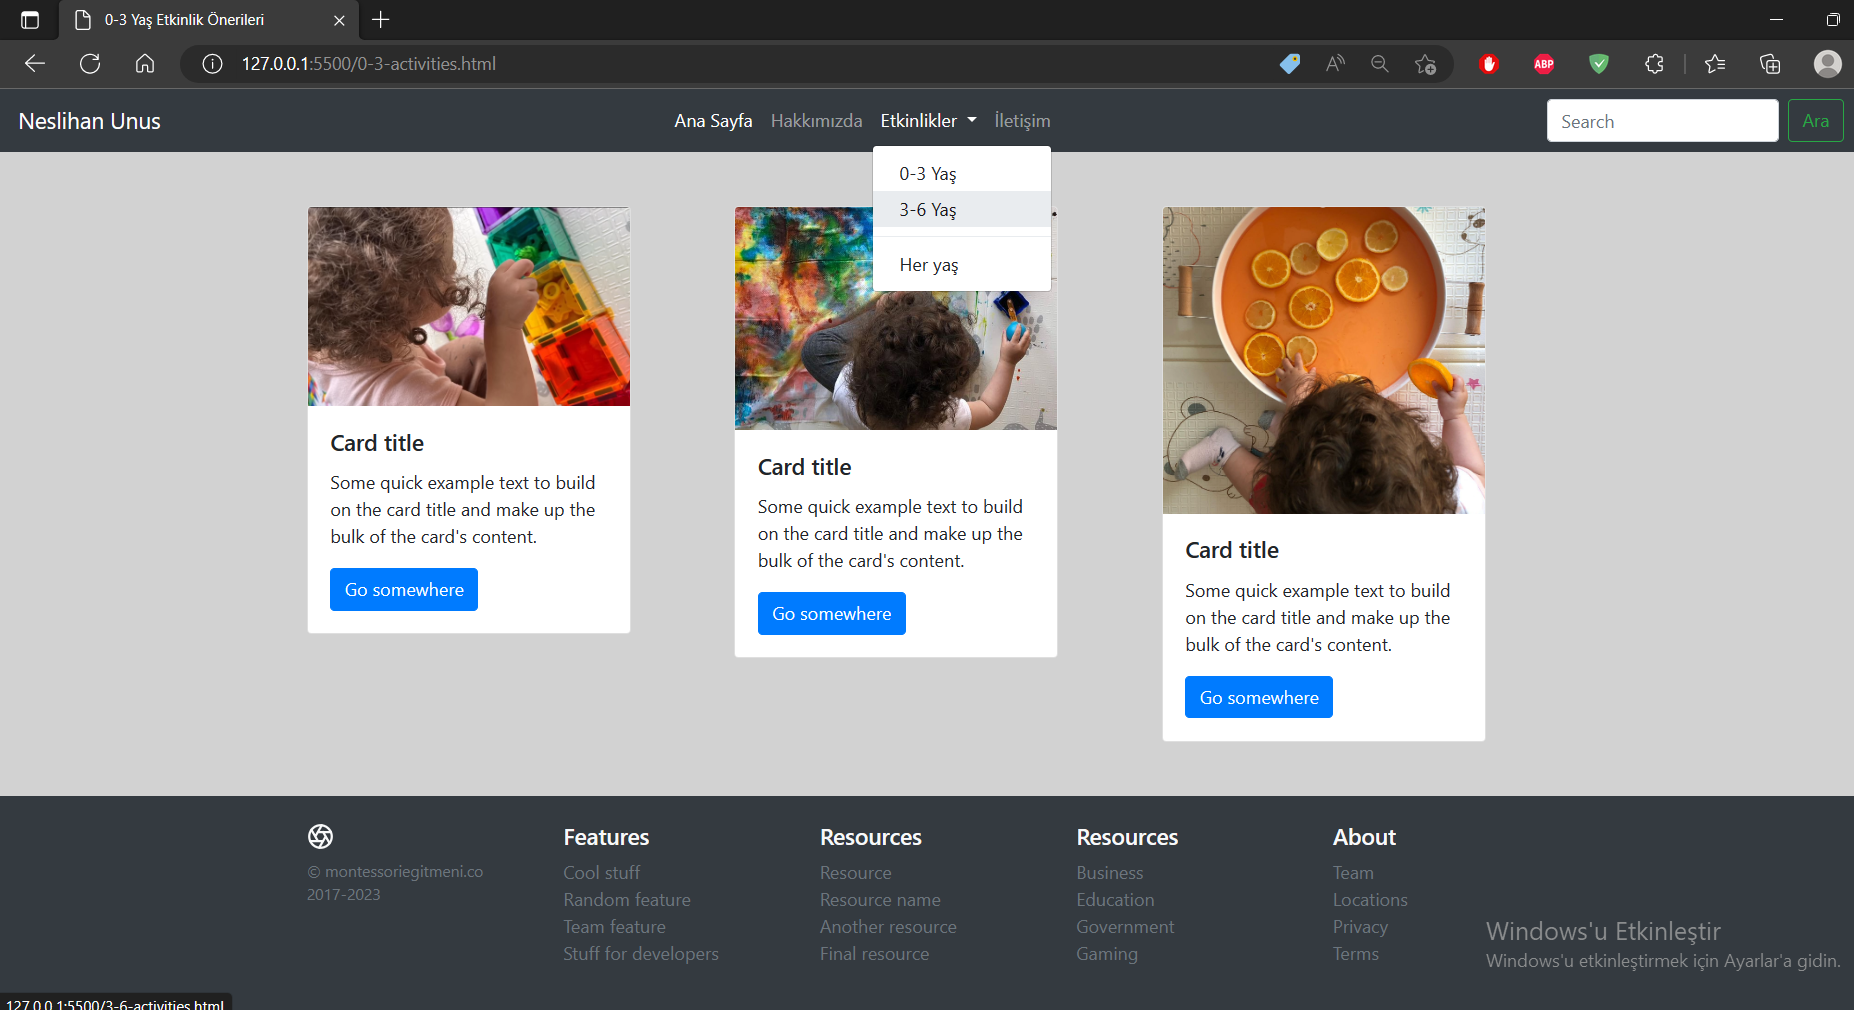 0-3 Yaş Etkinlik Önerileri
127.0.0.1:5500/0-3-activities.html
ABP
Neslihan Unus
Ana Sayfa Hakkımızda Etkinlikler İletişim
Search Ara
0-3 Yaş
3-6 Yaş
Her yaş
Card title
Some quick example text to build
on the card title and make up the
bulk of the card's content.
Go somewhere
Card title
Some quick example text to build
on the card title and make up the
bulk of the card's content.
Go somewhere
Card title
Some quick example text to build
on the card title and make up the
bulk of the card's content.
Go somewhere
© montessoriegitmeni.co
2017-2023
Features
Cool stuff
Random feature
Team feature
Stuff for developers
Resources
Resource
Resource name
Another resource
Final resource
Resources
Business
Education
Government
Gaming
About
Team
Locations
Privacy
Terms
Windows'u Etkinleştir
Windows'u etkinleştirmek için Ayarlar'a gidin.
127.0.0.1:5500/3-6-activities.html